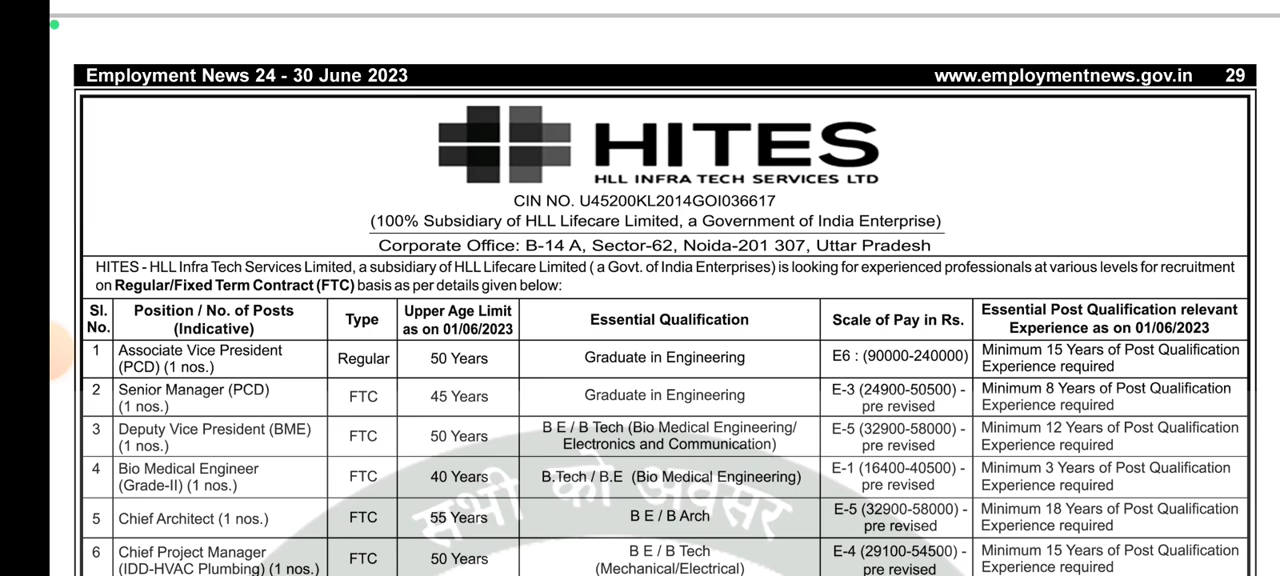 Employment News 24 - 30 June 2023 www.employmentnews.gov.in 29
HITES
HLL INFRA TECH SERVICES LTD
CIN NO. U45200KL2014GOI036617
(100% Subsidiary of HLL Lifecare Limited, a Government of India Enterprise)
Corporate Office: B-14 A, Sector-62, Noida-201 307, Uttar Pradesh
HITES - HLL Infra Tech Services Limited, a subsidiary of HLL Lifecare Limited ( a Govt. of India Enterprises) is looking for experienced professionals at various levels for recruitment
on Regular/Fixed Term Contract (FTC) basis as per details given below:
Sl. No. Position / No. of Posts (Indicative) Type Upper Age Limit as on 01/06/2023 Essential Qualification Scale of Pay in Rs. Essential Post Qualification relevant Experience as on 01/06/2023
1 Associate Vice President (PCD) (1 nos.) Regular 50 Years Graduate in Engineering E6 : (90000-240000) Minimum 15 Years of Post Qualification Experience required
2 Senior Manager (PCD) (1 nos.) FTC 45 Years Graduate in Engineering E-3 (24900-50500) - pre revised Minimum 8 Years of Post Qualification Experience required
3 Deputy Vice President (BME) (1 nos.) FTC 50 Years B E / B Tech (Bio Medical Engineering/ Electronics and Communication) E-5 (32900-58000) - pre revised Minimum 12 Years of Post Qualification Experience required
4 Bio Medical Engineer (Grade-II) (1 nos.) FTC 40 Years B.Tech / B.E (Bio Medical Engineering) E-1 (16400-40500) - pre revised Minimum 3 Years of Post Qualification Experience required
5 Chief Architect (1 nos.) FTC 55 Years B E / B Arch E-5 (32900-58000) - pre revised Minimum 18 Years of Post Qualification Experience required
6 Chief Project Manager (IDD-HVAC Plumbing) (1 nos.) FTC 50 Years B E / B Tech (Mechanical/Electrical) E-4 (29100-54500) - pre revised Minimum 15 Years of Post Qualification Experience required
सभी को अवसर